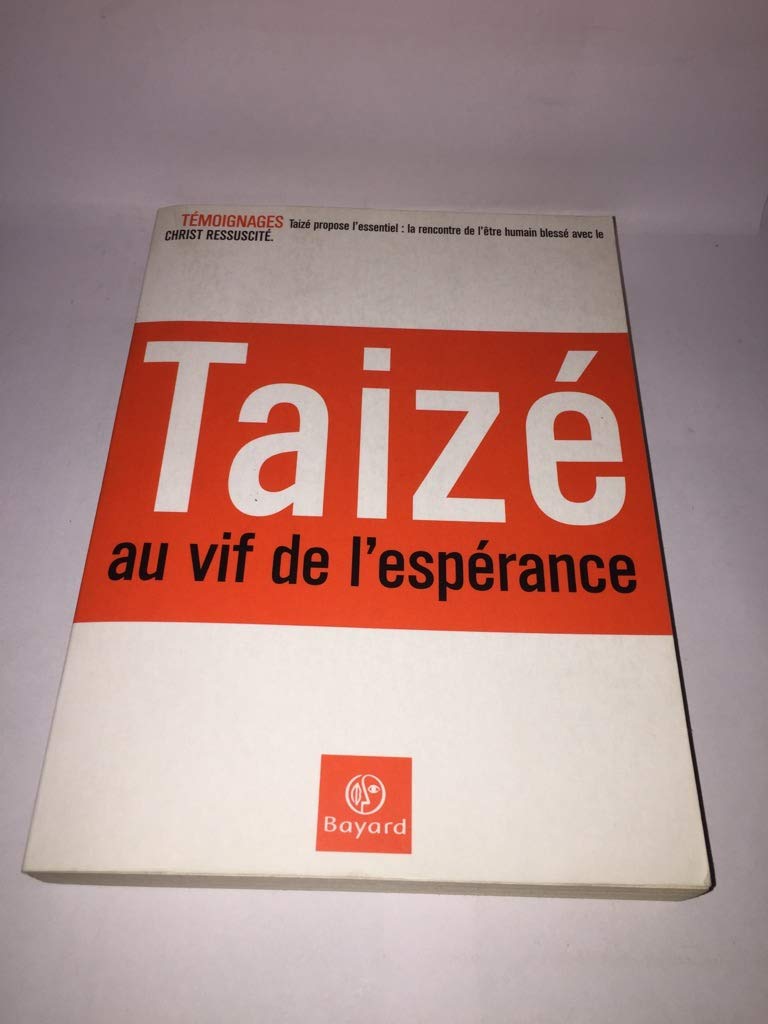 TÉMOIGNAGES Taizé propose l'essentiel : la rencontre de l'être humain blessé avec le
CHRIST RESSUSCITÉ.
Taizé
au vif de l'espérance
Bayard